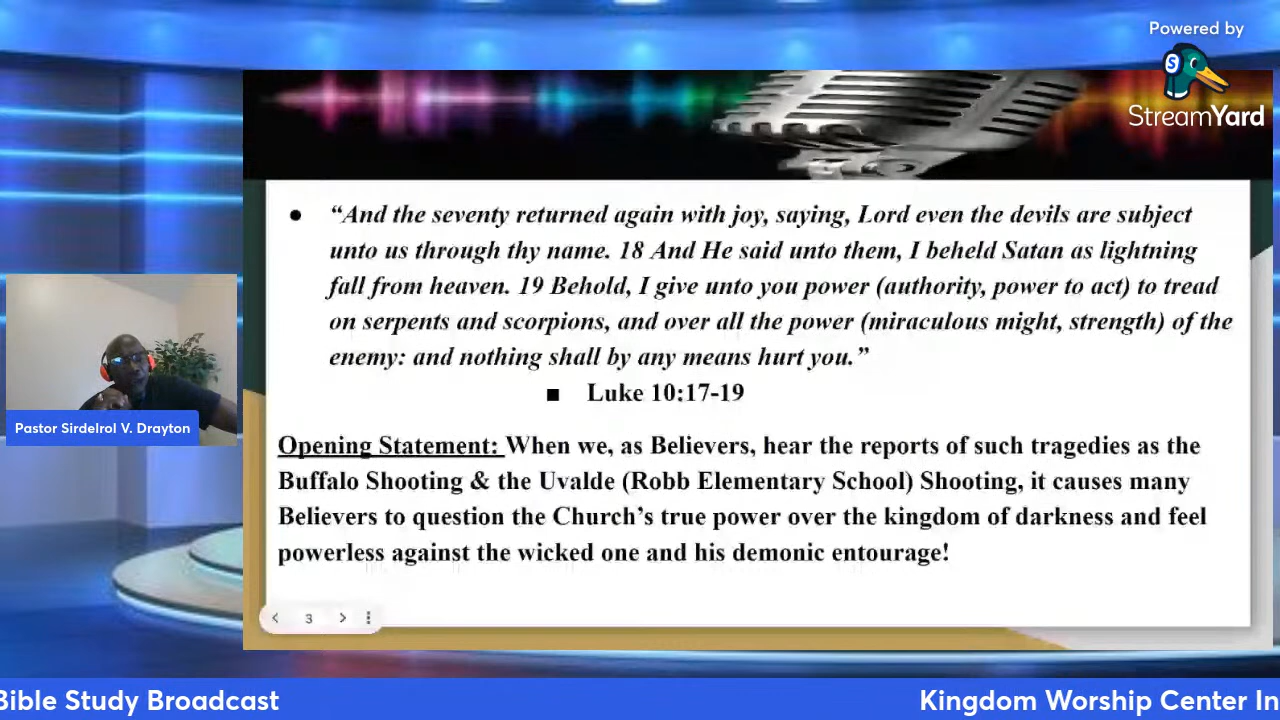 Powered by
StreamYard
● “And the seventy returned again with joy, saying, Lord even the devils are subject
unto us through thy name. 18 And He said unto them, I beheld Satan as lightning
fall from heaven. 19 Behold, I give unto you power (authority, power to act) to tread
on serpents and scorpions, and over all the power (miraculous might, strength) of the
enemy: and nothing shall by any means hurt you.”
■ Luke 10:17-19
Pastor Sirdelrol V. Drayton
Opening Statement: When we, as Believers, hear the reports of such tragedies as the
Buffalo Shooting & the Uvalde (Robb Elementary School) Shooting, it causes many
Believers to question the Church’s true power over the kingdom of darkness and feel
powerless against the wicked one and his demonic entourage!
3
Bible Study Broadcast
Kingdom Worship Center In